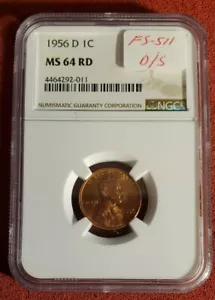 1956 D 1C
MS 64 RD
4464292-011
NUMISMATIC GUARANTY CORPORATION
NGC
FS-511
D/S